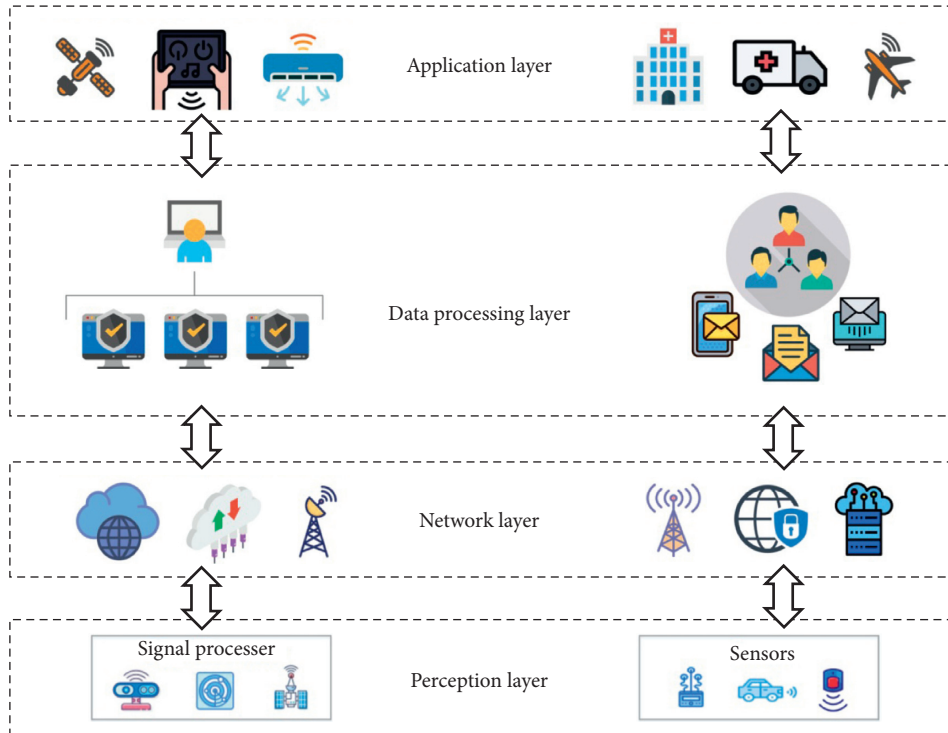 Application layer
Data processing layer
Network layer
Signal processer
Sensors
Perception layer